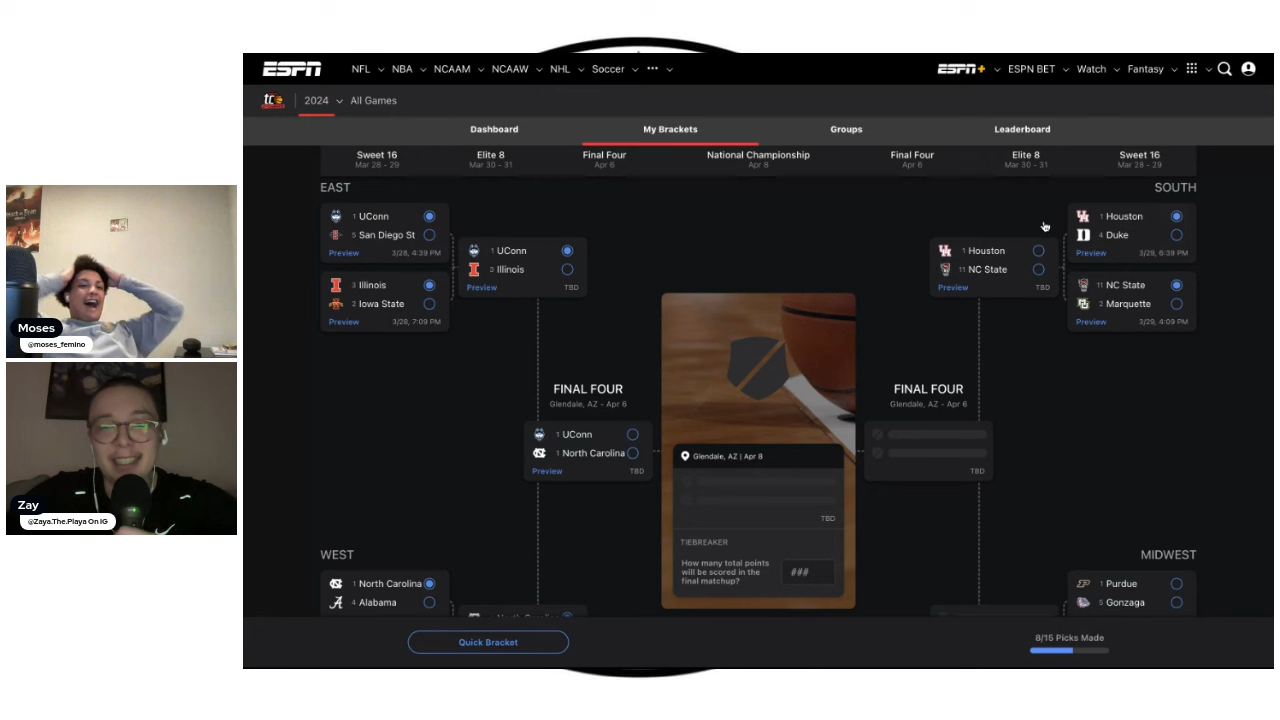 ESPN NFL NBA NCAAM NCAAW NHL Soccer ••• ESPN+ ESPN BET Watch Fantasy
tc 2024 All Games
Dashboard My Brackets Groups Leaderboard
Sweet 16 Elite 8 Final Four National Championship Final Four Elite 8 Sweet 16
Mar 28 - 29 Mar 30 - 31 Apr 6 Apr 8 Apr 6 Mar 30 - 31 Mar 28 - 29
EAST
1 UConn
5 San Diego St
Preview 3/28, 4:39 PM
3 Illinois
2 Iowa State
Preview 3/28, 7:09 PM
1 UConn
3 Illinois
Preview TBD
SOUTH
1 Houston
4 Duke
Preview 3/29, 6:39 PM
11 NC State
2 Marquette
Preview 3/29, 4:09 PM
1 Houston
11 NC State
Preview TBD
FINAL FOUR
Glendale, AZ - Apr 6
1 UConn
1 North Carolina
Preview TBD
Glendale, AZ | Apr 8
TBD
TIEBREAKER
How many total points
will be scored in the
final matchup?
###
FINAL FOUR
Glendale, AZ - Apr 6
TBD
WEST
1 North Carolina
4 Alabama
MIDWEST
1 Purdue
5 Gonzaga
Quick Bracket
8/15 Picks Made
Moses
@moses_femino
Zay
@Zaya.The.Playa On IG